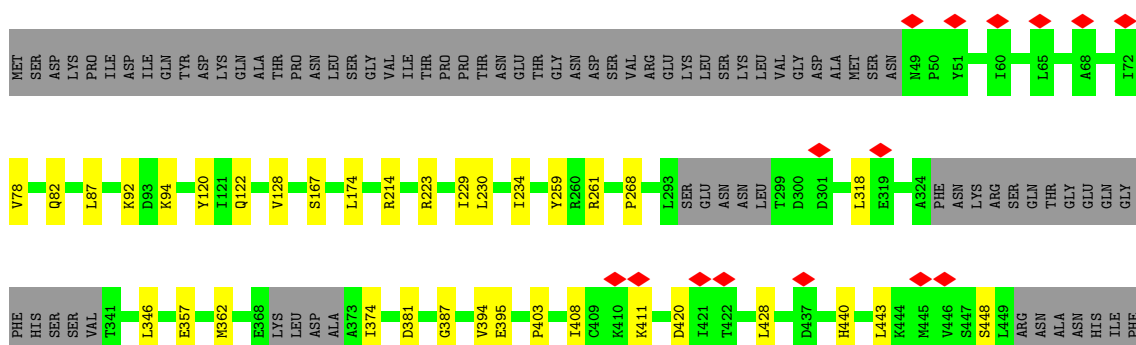 MET SER ASP LYS PRO ILE ASP ILE GLN TYR ASP LYS GLN ALA THR PRO ASN LEU SER GLY VAL ILE THR PRO PRO THR ASN GLU THR GLY ASN ASP SER VAL ARG GLU LYS LEU SER LYS LEU VAL GLY ASP ALA MET SER ASN N49 P50 Y51 I60 L65 A68 I72
V78 Q82 L87 K92 D93 K94 Y120 I121 Q122 V128 S167 L174 R214 R223 I229 L230 I234 Y259 R260 R261 P268 L293 SER GLU ASN ASN LEU T299 D300 D301 L318 E319 A324 PHE ASN LYS ARG SER GLN THR GLY GLU GLN GLY
PHE HIS SER SER VAL T341 L346 E357 M362 E368 LYS LEU ASP ALA A373 I374 D381 G387 V394 E395 P403 I408 C409 K410 K411 D420 I421 T422 L428 D437 H440 L443 K444 M445 V446 S447 S448 L449 ARG ASN ALA ASN HIS ILE PHE